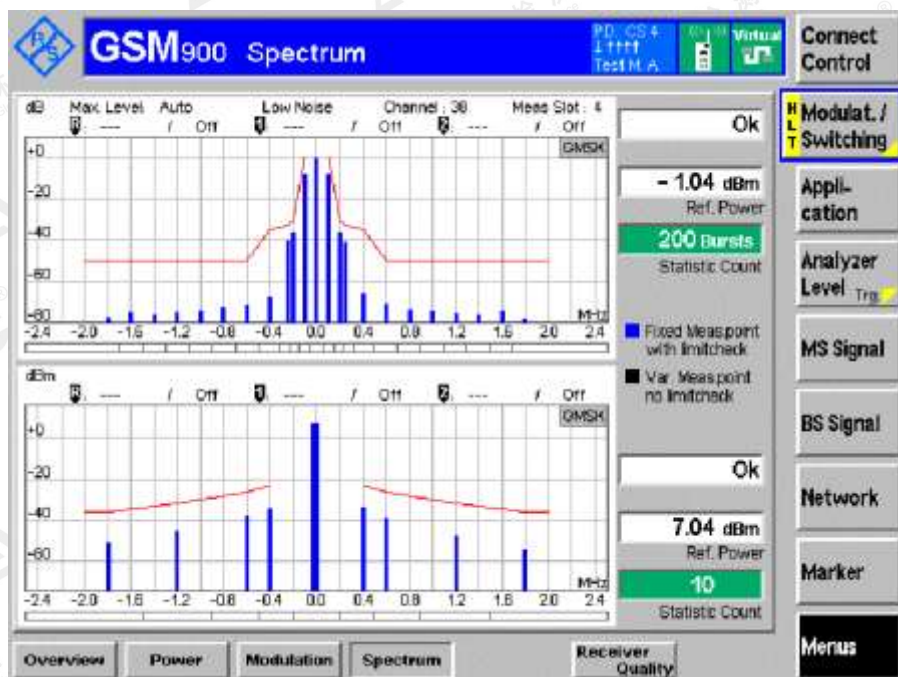 GSM900 Spectrum
PD: CS4
Test M. A
Virtual
Connect Control
dB Max. Level Auto Low Noise Channel : 38 Meas Slot : 4
--- / Off --- / Off --- / Off
GMSK
+0
-20
-40
-60
-80
MHz
-2.4 -2.0 -1.6 -1.2 -0.8 -0.4 0.0 0.4 0.8 1.2 1.6 2.0 2.4
Ok
- 1.04 dBm
Ref. Power
200 Bursts
Statistic Count
Fixed Meas.point with limitcheck
Var. Meas.point no limitcheck
dBm
--- / Off --- / Off --- / Off
GMSK
+0
-20
-40
-60
MHz
-2.4 -2.0 -1.6 -1.2 -0.8 -0.4 0.0 0.4 0.8 1.2 1.6 2.0 2.4
Ok
7.04 dBm
Ref. Power
10
Statistic Count
H L T
Modulat. / Switching
Appli- cation
Analyzer Level Trg.
MS Signal
BS Signal
Network
Marker
Menus
Overview
Power
Modulation
Spectrum
Receiver Quality